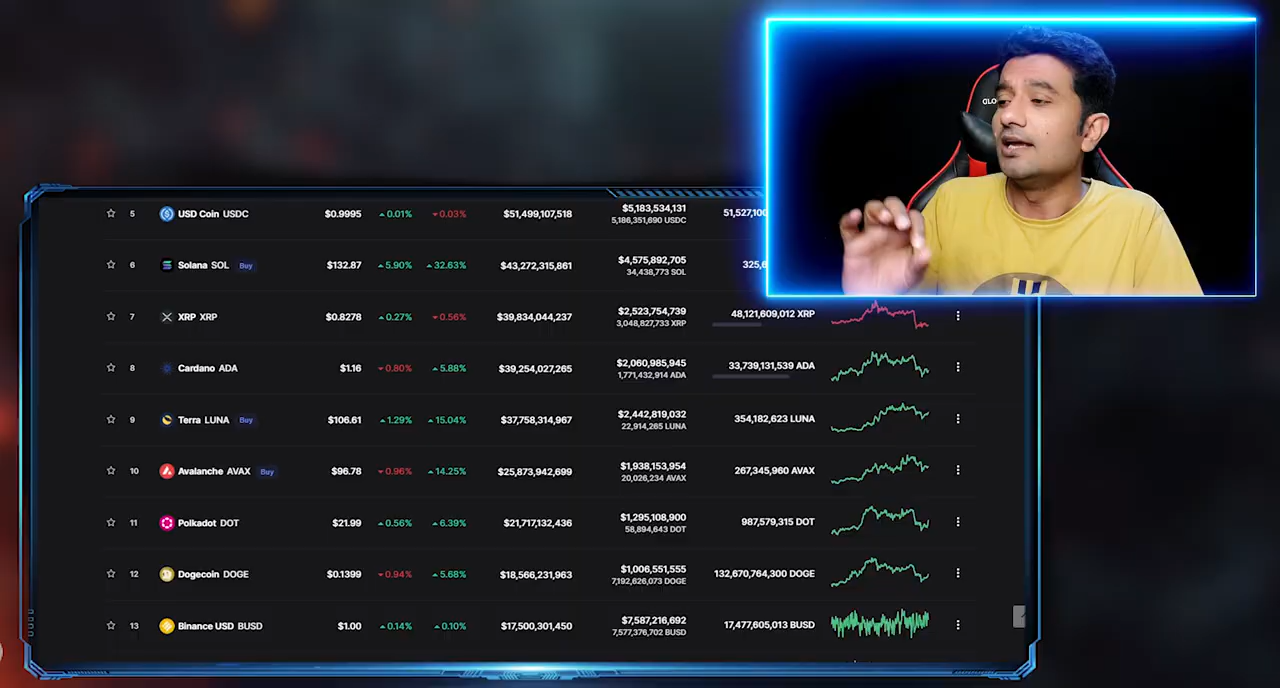 GLO
5 USD Coin USDC $0.9995 0.01% 0.03% $51,499,107,518 $5,183,534,131 51,527,100
5,186,351,690 USDC
6 Solana SOL Buy $132.87 5.90% 32.63% $43,272,315,861 $4,575,892,705 325,6
34,438,773 SOL
7 XRP XRP $0.8278 0.27% 0.56% $39,834,044,237 $2,523,754,739 48,121,609,012 XRP
3,048,827,733 XRP
8 Cardano ADA $1.16 0.80% 5.88% $39,254,027,265 $2,060,985,945 33,739,131,539 ADA
1,771,432,914 ADA
9 Terra LUNA Buy $106.61 1.29% 15.04% $37,758,314,967 $2,442,819,032 354,182,623 LUNA
22,914,265 LUNA
10 Avalanche AVAX Buy $96.78 0.96% 14.25% $25,873,942,699 $1,938,153,954 267,345,960 AVAX
20,026,234 AVAX
11 Polkadot DOT $21.99 0.56% 6.39% $21,717,132,436 $1,295,108,900 987,579,315 DOT
58,894,643 DOT
12 Dogecoin DOGE $0.1399 0.94% 5.68% $18,566,231,963 $1,006,551,555 132,670,764,300 DOGE
7,192,626,073 DOGE
13 Binance USD BUSD $1.00 0.14% 0.10% $17,500,301,450 $7,587,216,692 17,477,605,013 BUSD
7,577,376,702 BUSD